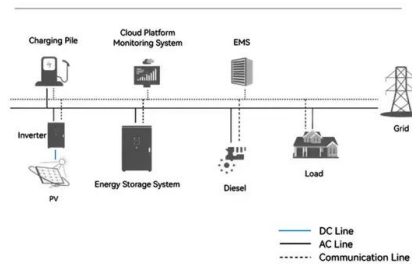 Charging Pile
Cloud Platform
Monitoring System
EMS
Grid
Inverter
PV
Energy Storage System
Diesel
Load
DC Line
AC Line
Communication Line